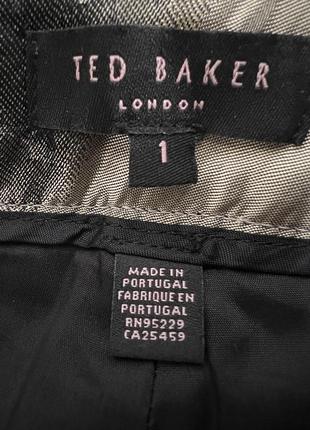 TED BAKER
LONDON
1
MADE IN
PORTUGAL
FABRIQUE EN
PORTUGAL
RN95229
CA25459